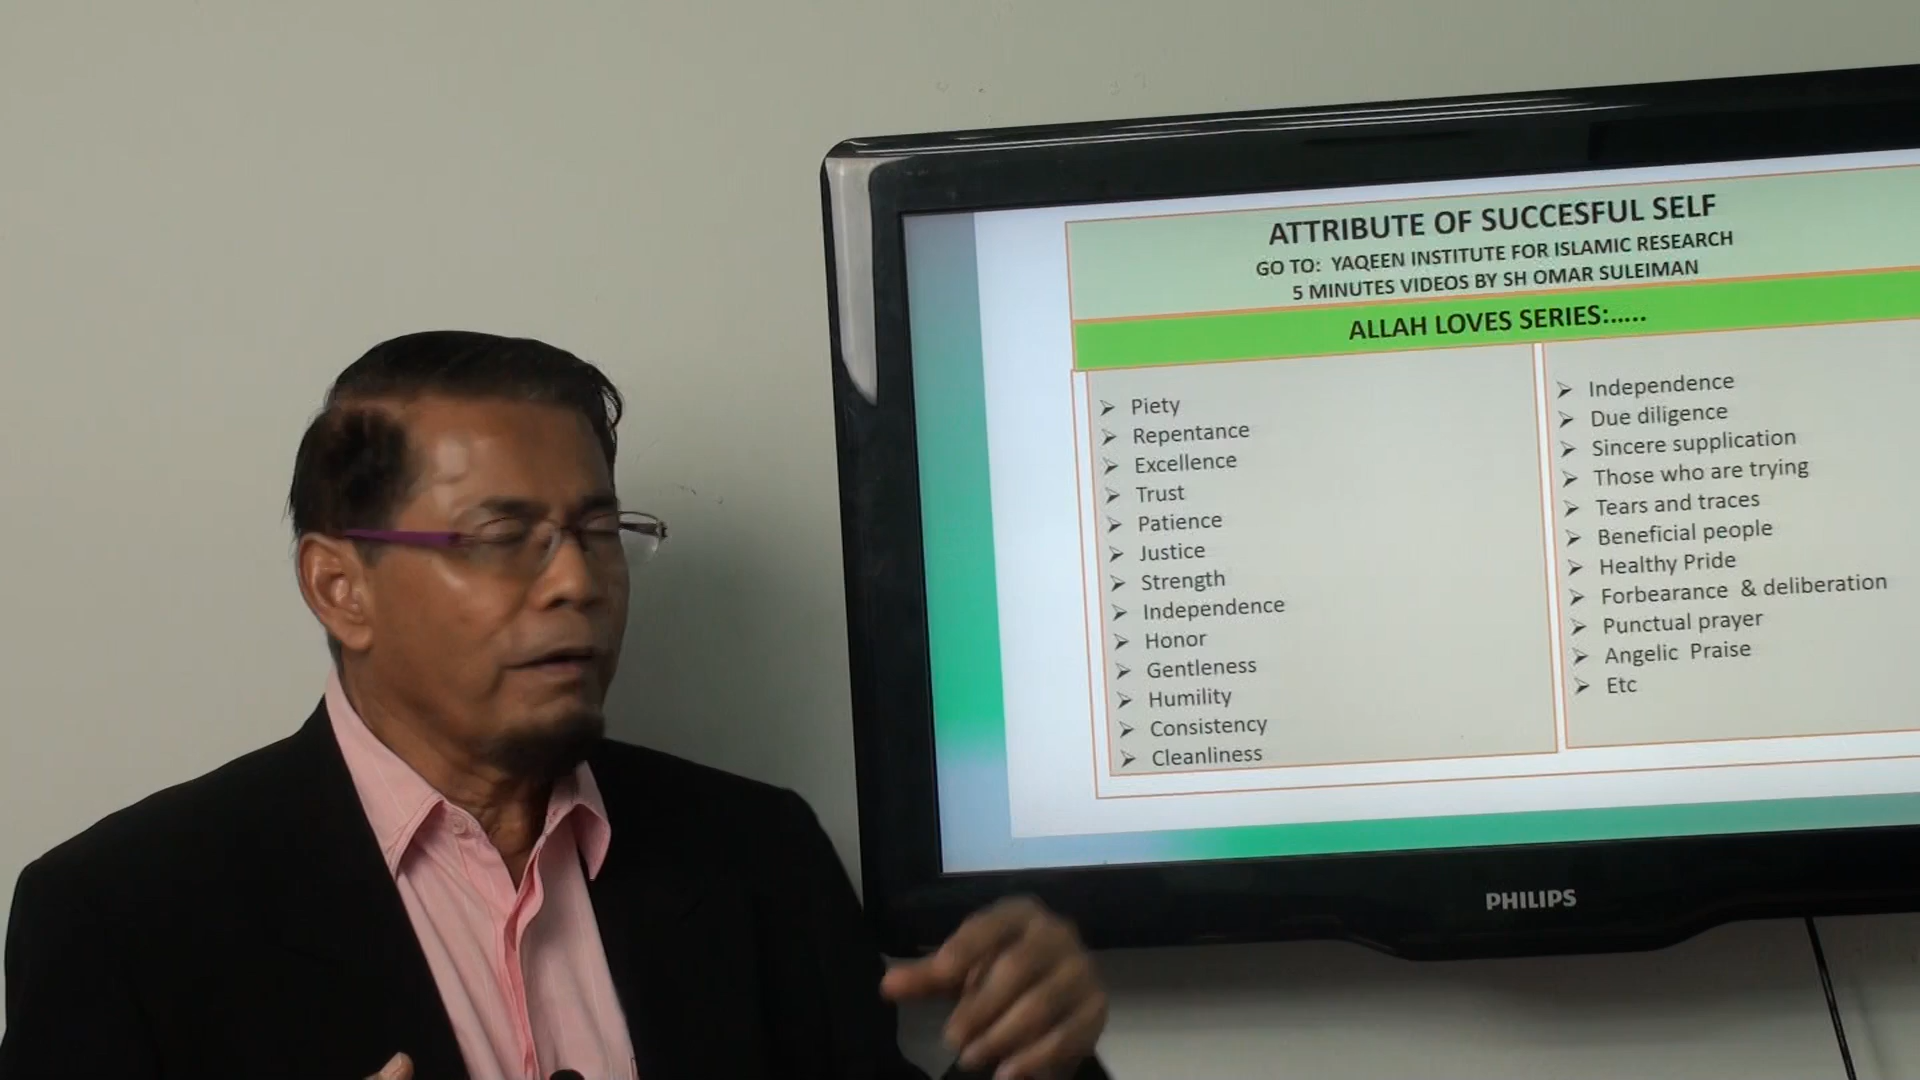 ATTRIBUTE OF SUCCESFUL SELF
GO TO: YAQEEN INSTITUTE FOR ISLAMIC RESEARCH
5 MINUTES VIDEOS BY SH OMAR SULEIMAN
ALLAH LOVES SERIES:.....
Piety
Repentance
Excellence
Trust
Patience
Justice
Strength
Independence
Honor
Gentleness
Humility
Consistency
Cleanliness
Independence
Due diligence
Sincere supplication
Those who are trying
Tears and traces
Beneficial people
Healthy Pride
Forbearance & deliberation
Punctual prayer
Angelic Praise
Etc
PHILIPS